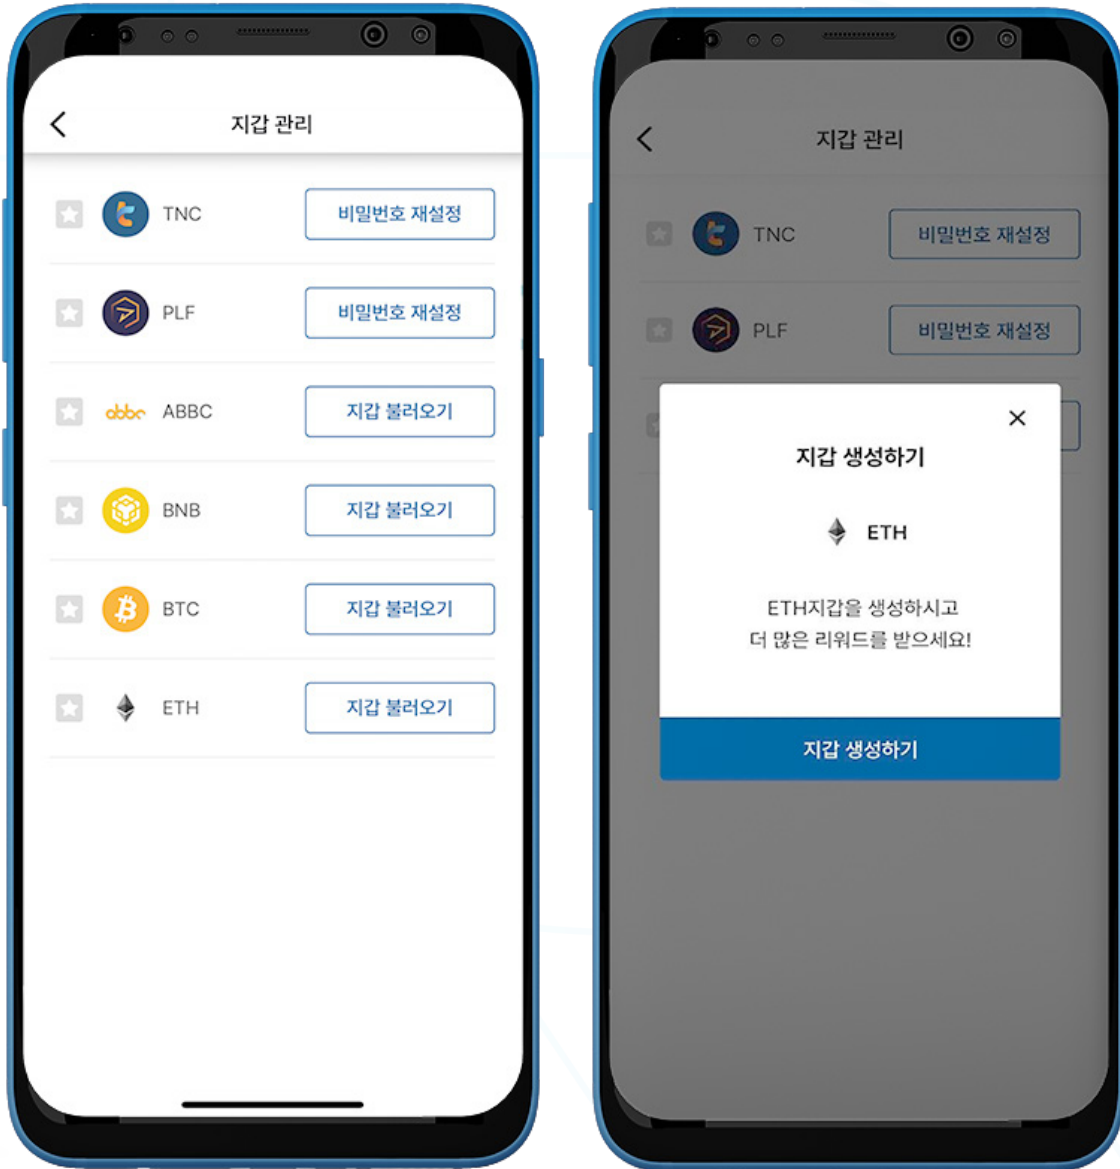 지갑 관리
TNC
비밀번호 재설정
PLF
비밀번호 재설정
abbc
ABBC
지갑 불러오기
BNB
지갑 불러오기
BTC
지갑 불러오기
ETH
지갑 불러오기
지갑 관리
TNC
비밀번호 재설정
PLF
비밀번호 재설정
지갑 생성하기
ETH
ETH지갑을 생성하시고
더 많은 리워드를 받으세요!
지갑 생성하기